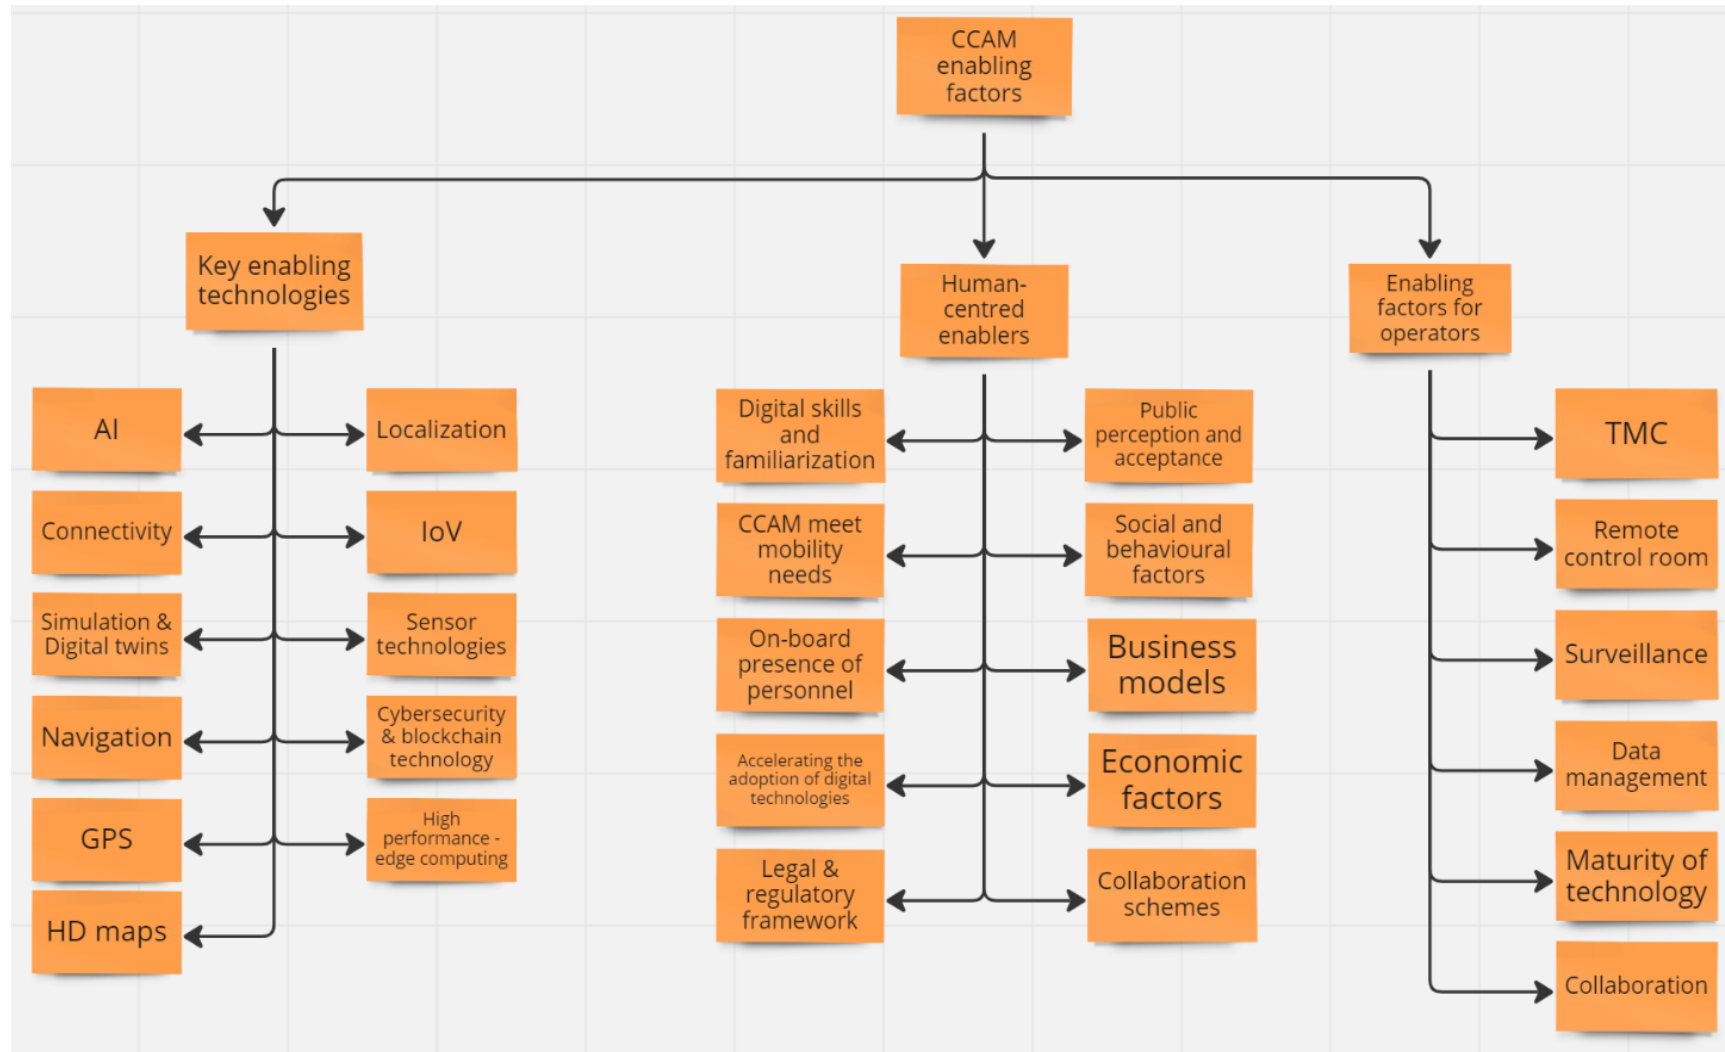 CCAM
enabling
factors
Key enabling
technologies
Human-
centred
enablers
Enabling
factors for
operators
AI
Localization
Connectivity
IoV
Simulation &
Digital twins
Sensor
technologies
Navigation
Cybersecurity
& blockchain
technology
GPS
High
performance -
edge computing
HD maps
Digital skills
and
familiarization
Public
perception and
acceptance
CCAM meet
mobility
needs
Social and
behavioural
factors
On-board
presence of
personnel
Business
models
Accelerating the
adoption of digital
technologies
Economic
factors
Legal &
regulatory
framework
Collaboration
schemes
TMC
Remote
control room
Surveillance
Data
management
Maturity of
technology
Collaboration